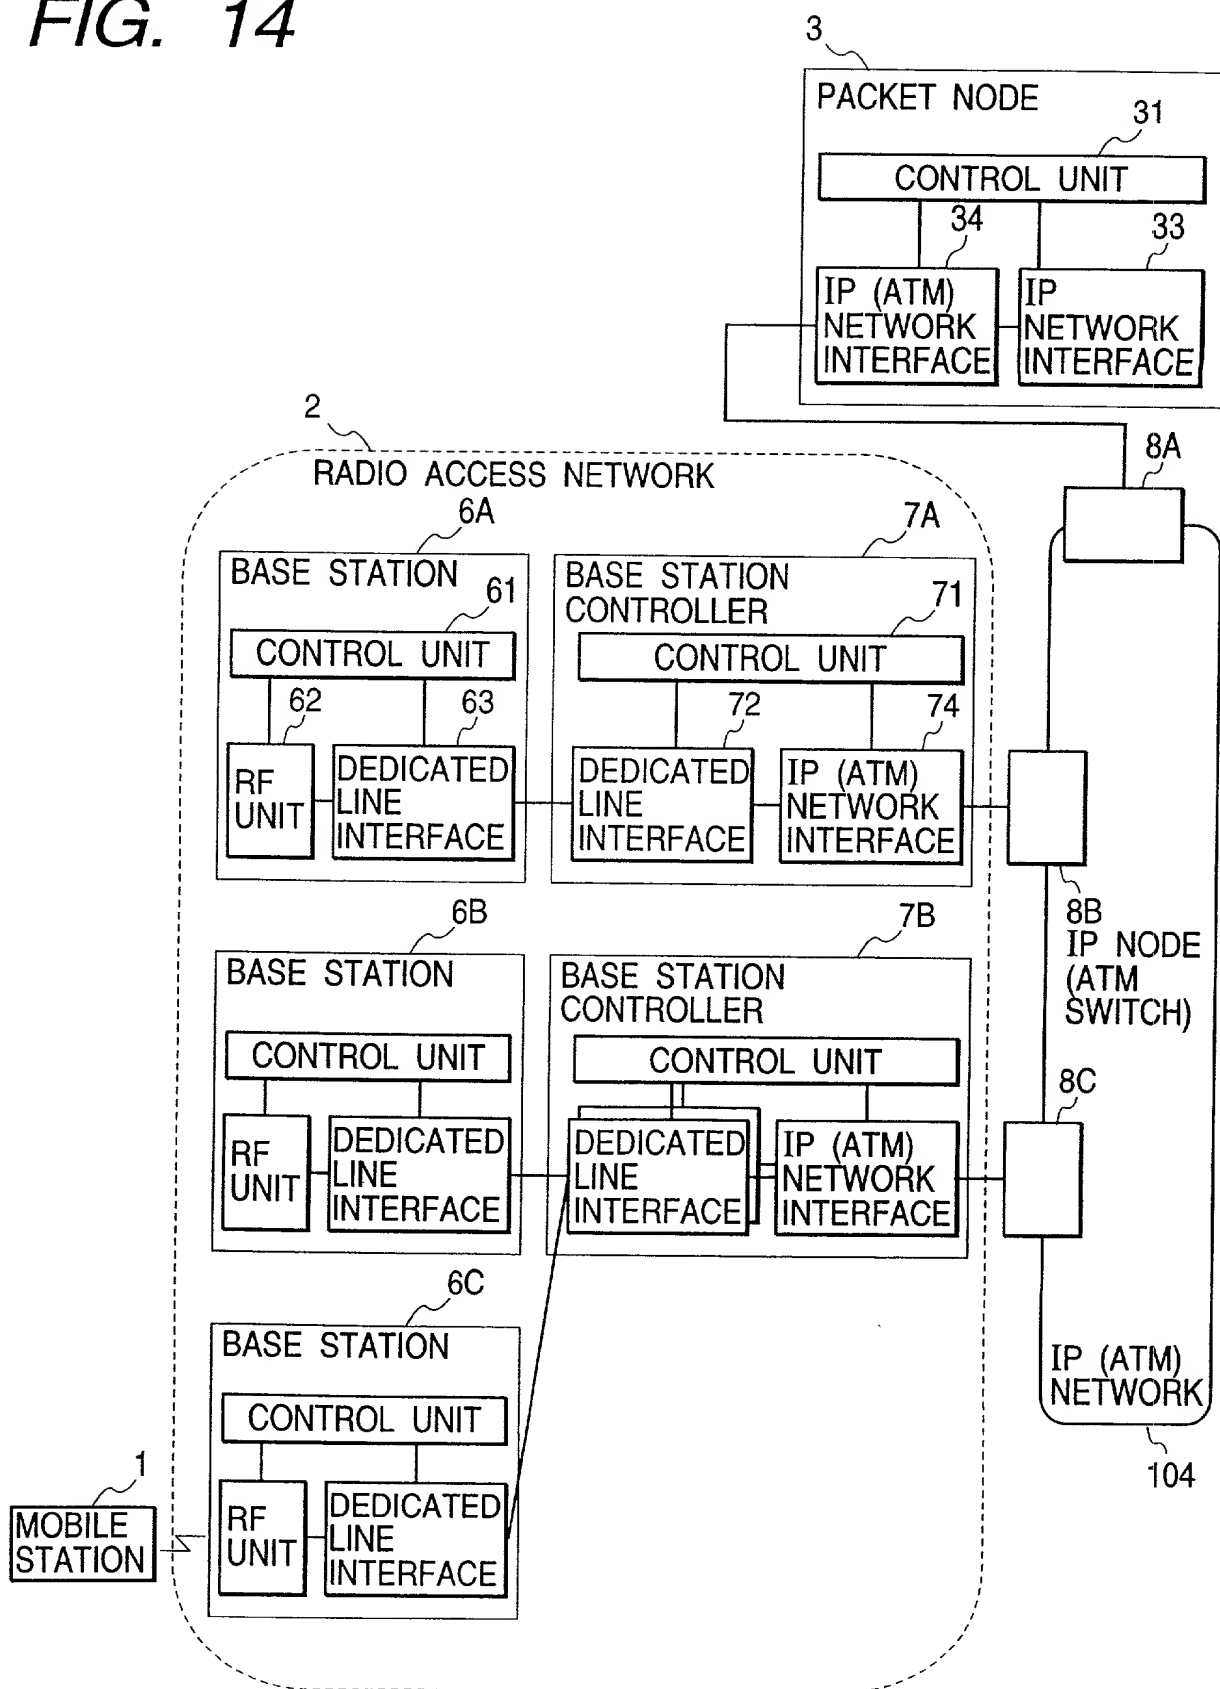 FIG. 14
3
PACKET NODE
31
CONTROL UNIT
34
33
IP (ATM)
NETWORK
INTERFACE
IP
NETWORK
INTERFACE
2
RADIO ACCESS NETWORK
8A
6A
BASE STATION
61
CONTROL UNIT
62
63
RF
UNIT
DEDICATED
LINE
INTERFACE
7A
BASE STATION
CONTROLLER
71
CONTROL UNIT
72
74
DEDICATED
LINE
INTERFACE
IP (ATM)
NETWORK
INTERFACE
8B
IP NODE
(ATM
SWITCH)
6B
BASE STATION
CONTROL UNIT
RF
UNIT
DEDICATED
LINE
INTERFACE
7B
BASE STATION
CONTROLLER
CONTROL UNIT
DEDICATED
LINE
INTERFACE
IP (ATM)
NETWORK
INTERFACE
8C
6C
BASE STATION
CONTROL UNIT
RF
UNIT
DEDICATED
LINE
INTERFACE
1
MOBILE
STATION
IP (ATM)
NETWORK
104